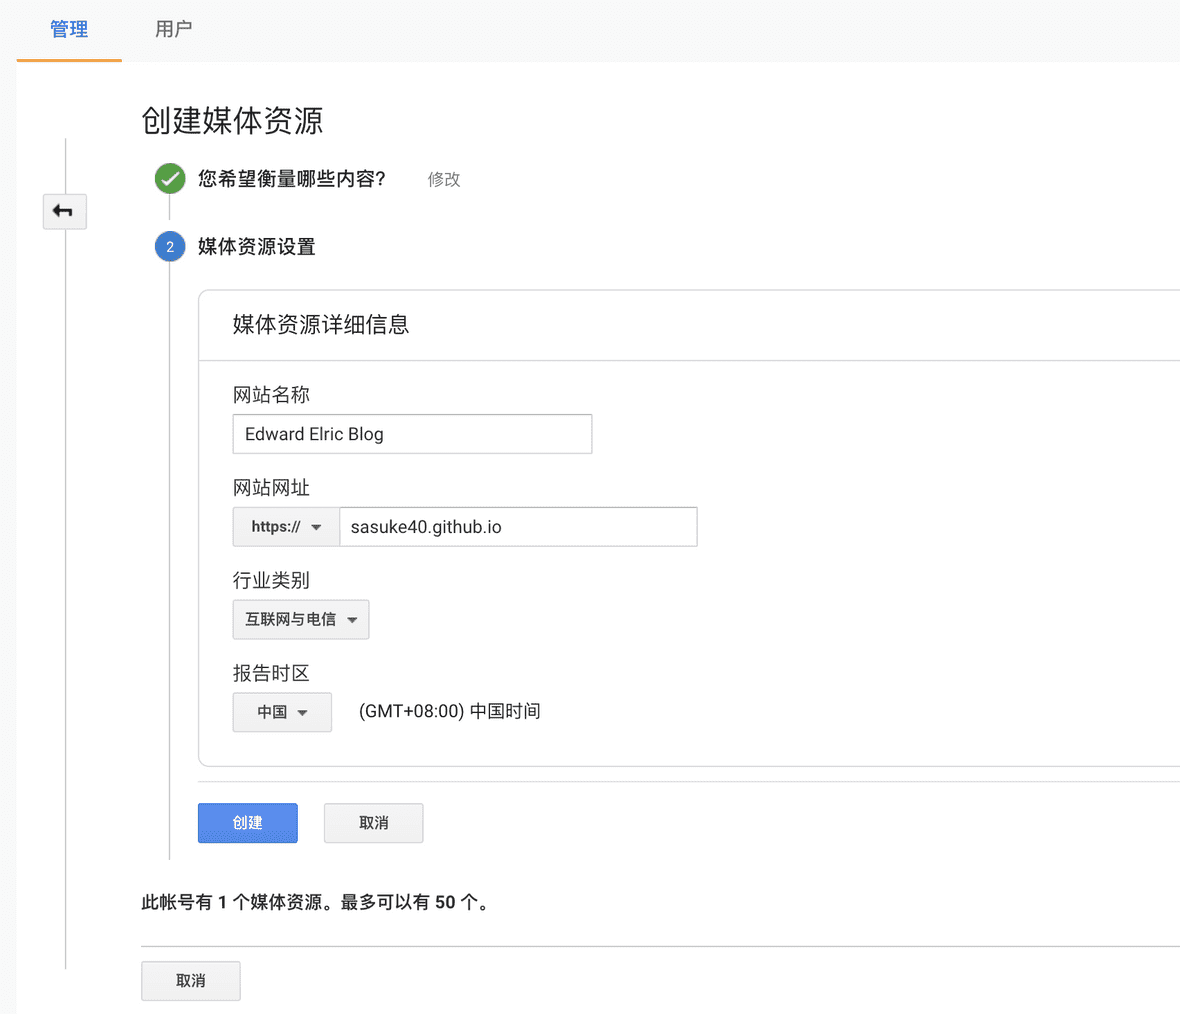 管理 用户
创建媒体资源
您希望衡量哪些内容? 修改
2 媒体资源设置
媒体资源详细信息
网站名称
Edward Elric Blog
网站网址
https:// sasuke40.github.io
行业类别
互联网与电信
报告时区
中国 (GMT+08:00) 中国时间
创建 取消
此帐号有 1 个媒体资源。最多可以有 50 个。
取消